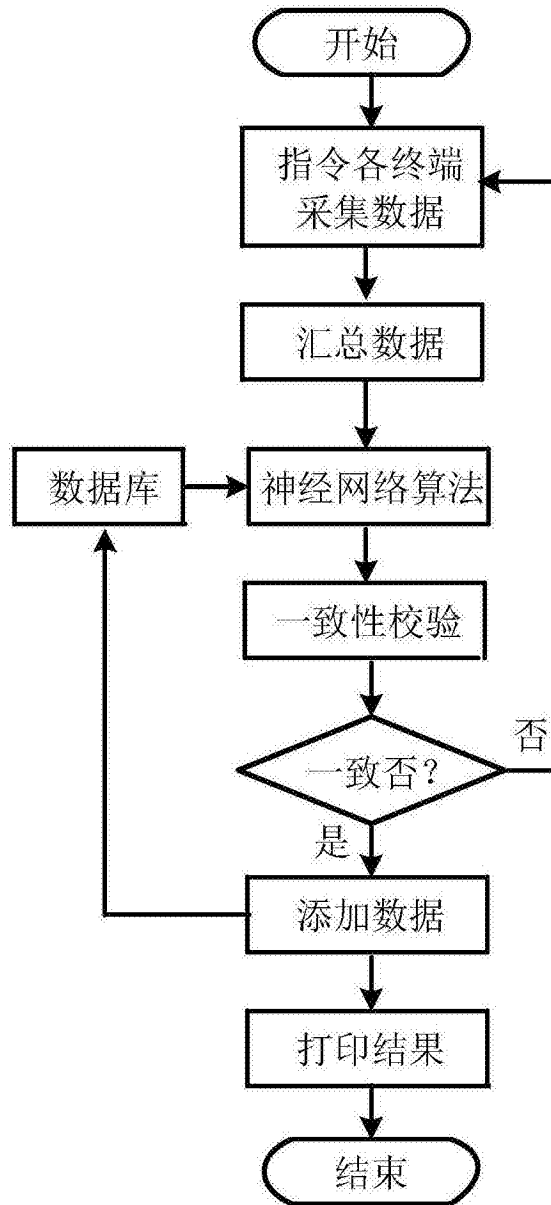 开始
指令各终端
采集数据
汇总数据
数据库
神经网络算法
一致性校验
一致否？
否
是
添加数据
打印结果
结束